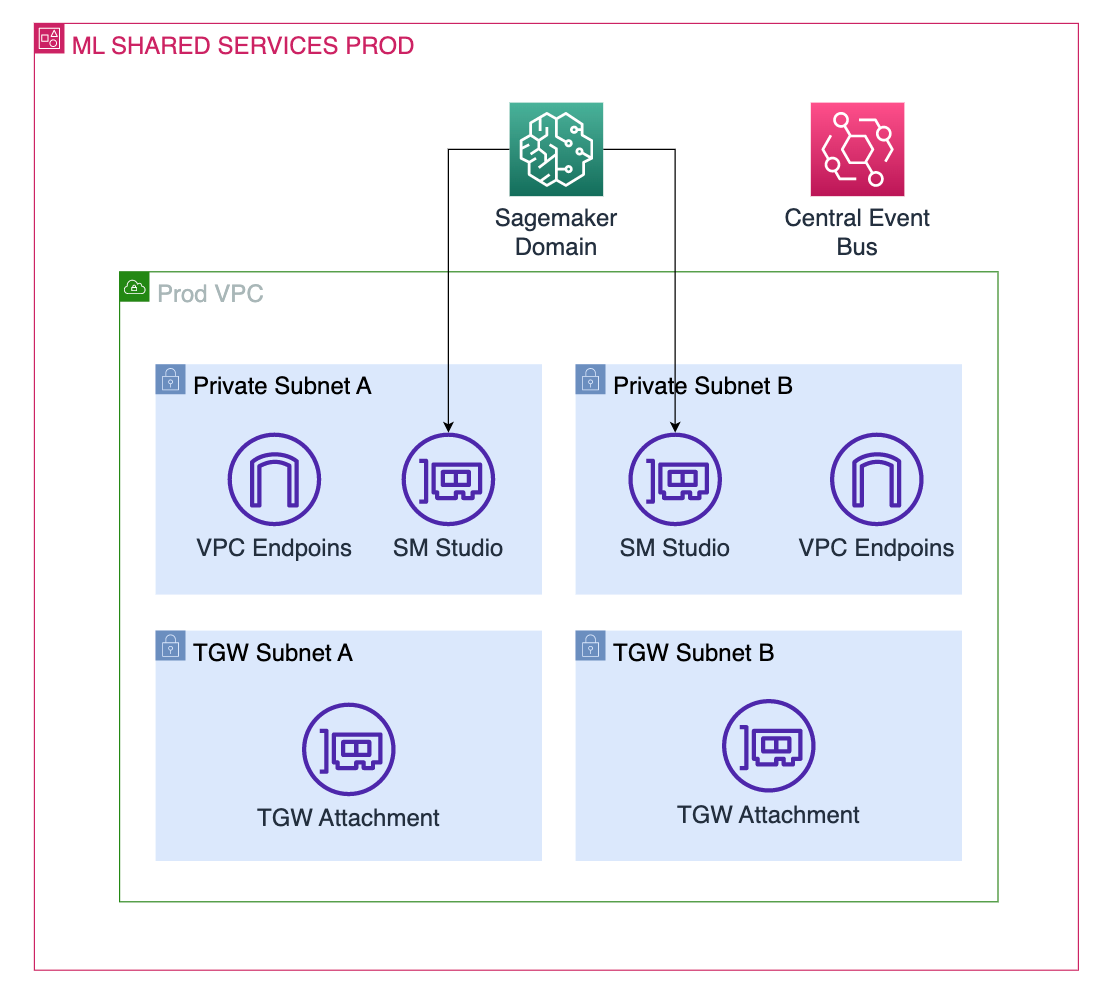 ML SHARED SERVICES PROD
Sagemaker
Domain
Central Event
Bus
Prod VPC
Private Subnet A
Private Subnet B
VPC Endpoins
SM Studio
SM Studio
VPC Endpoins
TGW Subnet A
TGW Subnet B
TGW Attachment
TGW Attachment